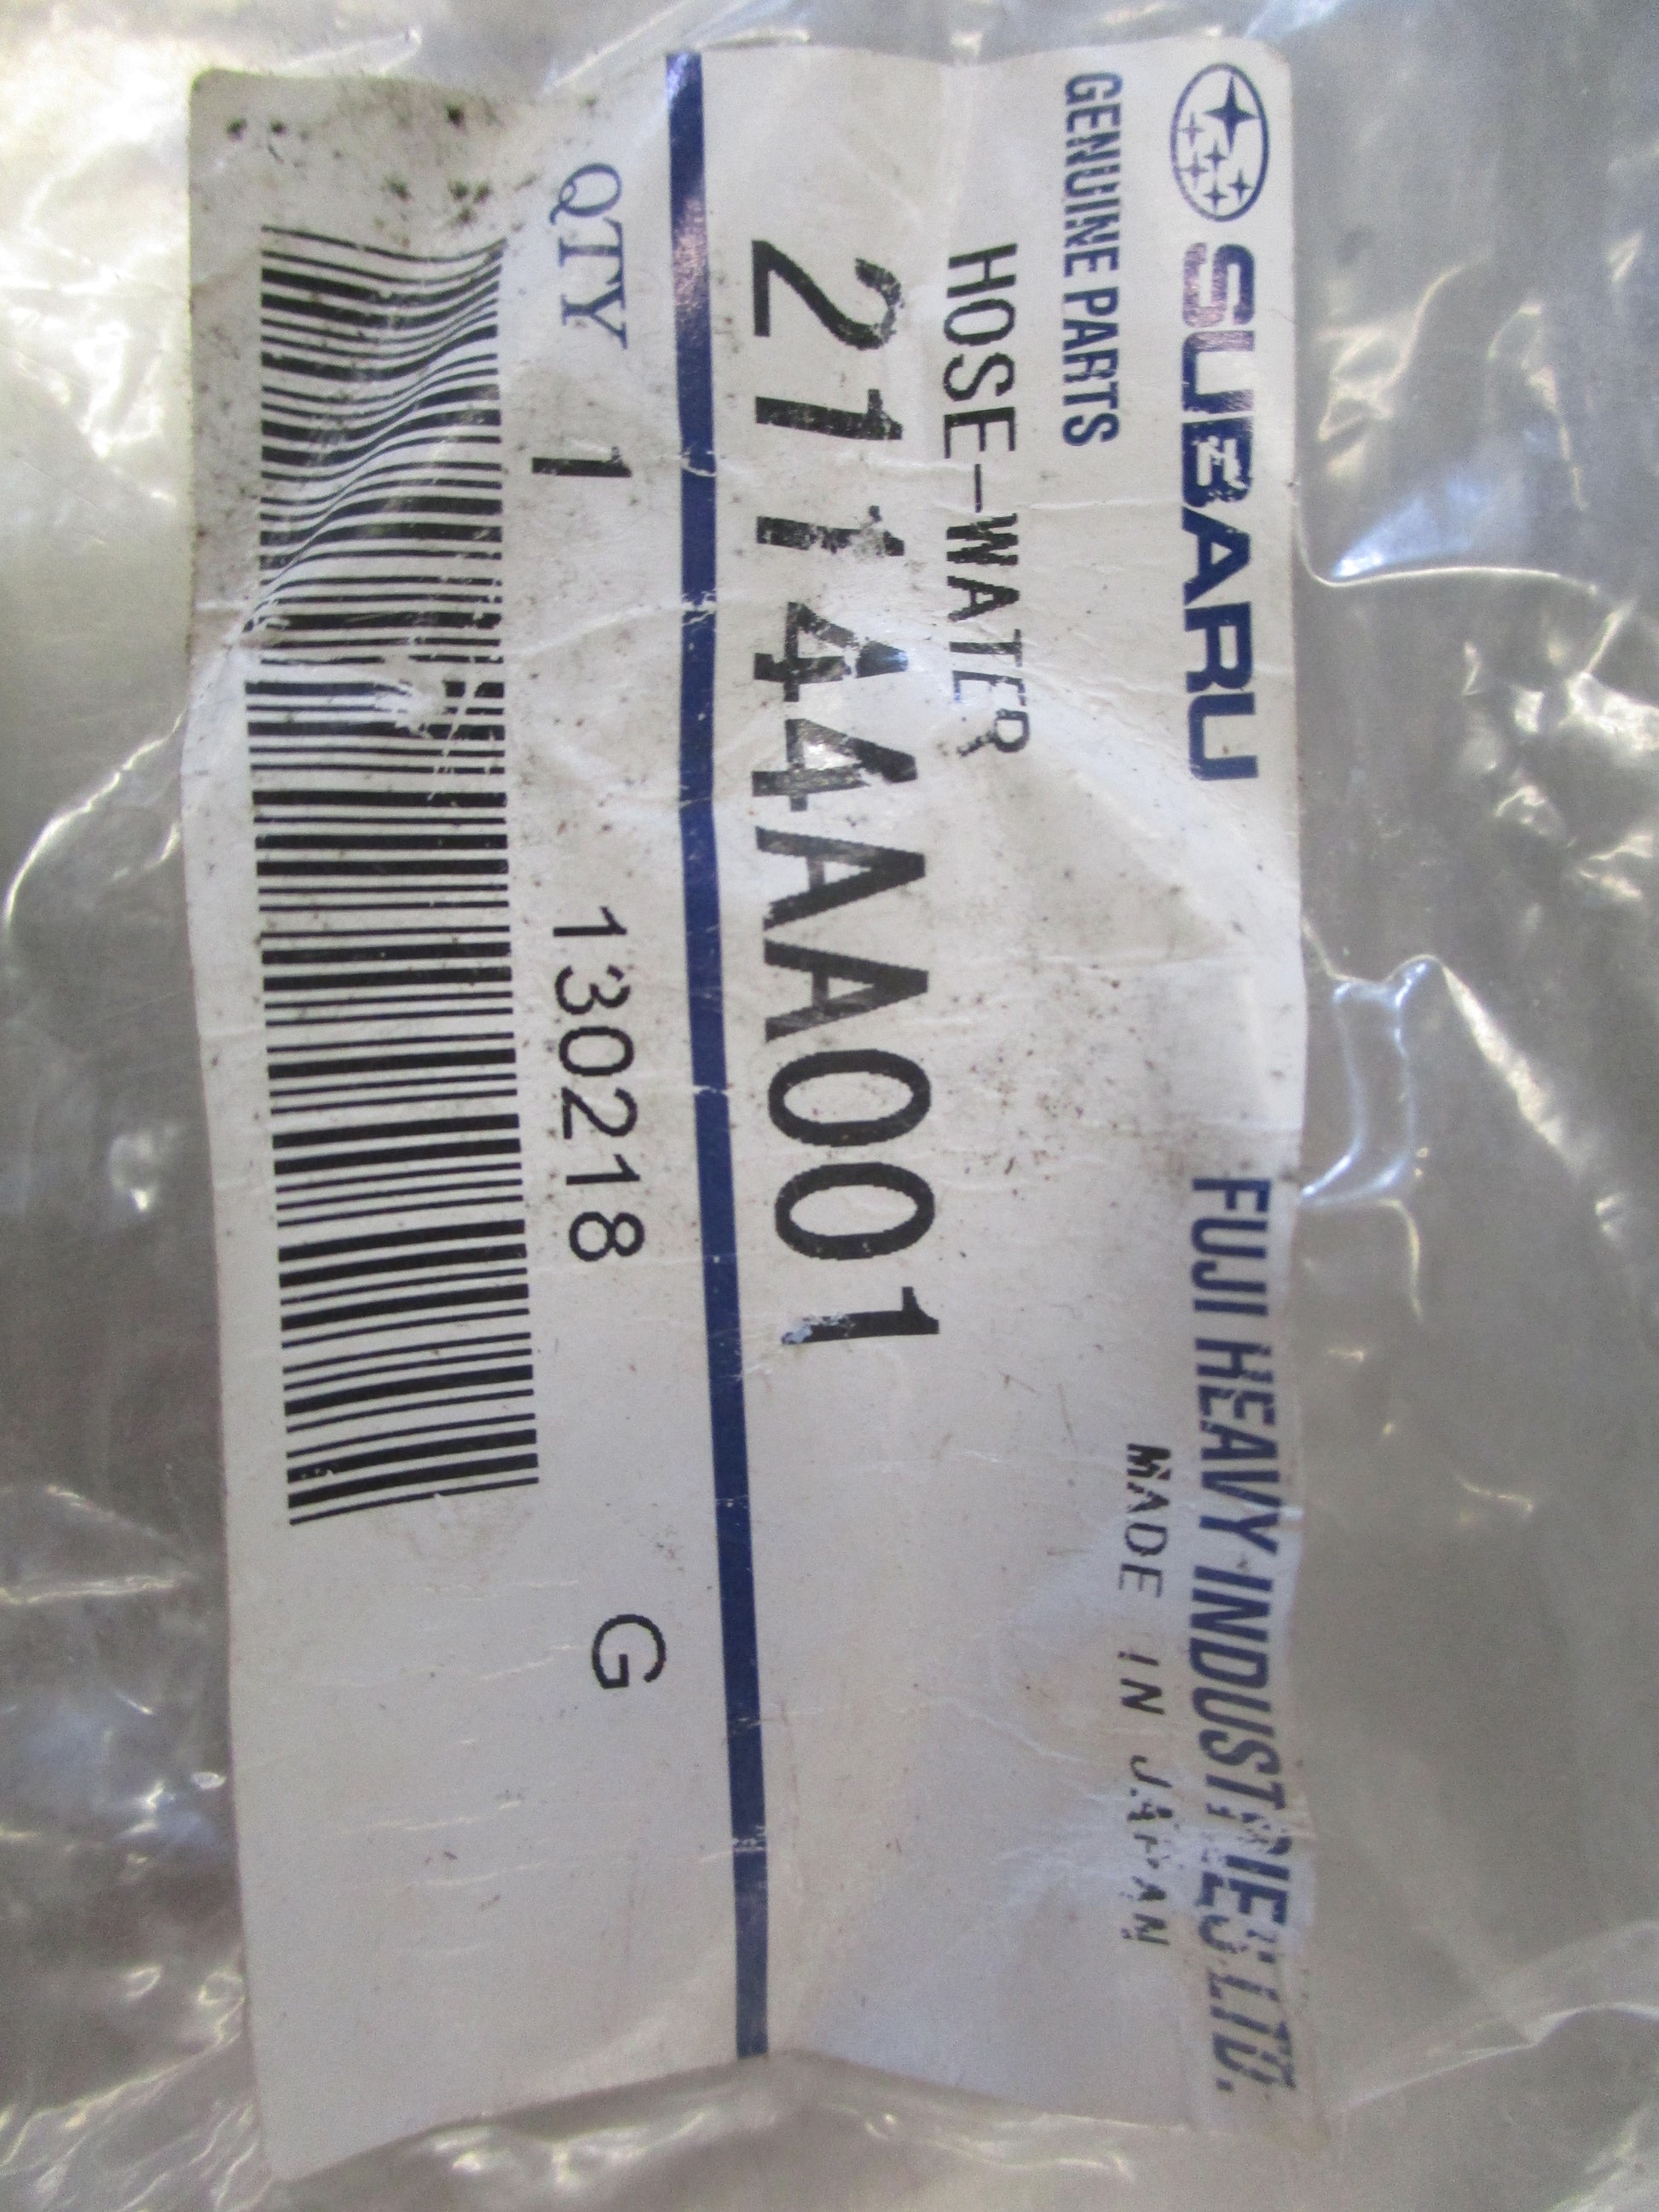 SUBARU
FUJI HEAVY INDUSTRIES LTD.
GENUINE PARTS
MADE IN JAPAN
HOSE-WATER
21144AA001
QTY 1
130218
G